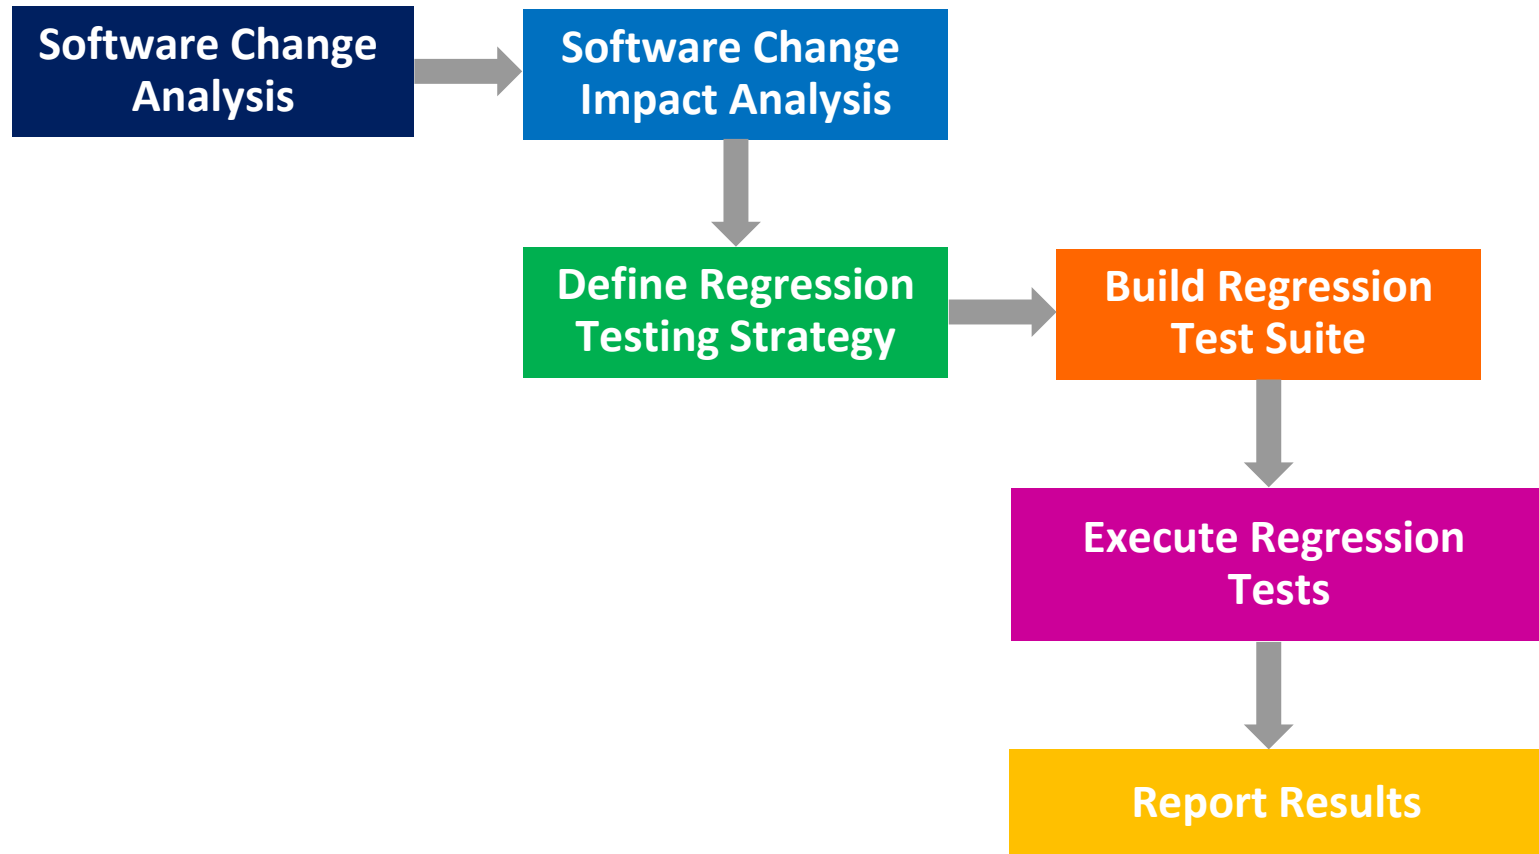 Software Change
Analysis
Software Change
Impact Analysis
Define Regression
Testing Strategy
Build Regression
Test Suite
Execute Regression
Tests
Report Results